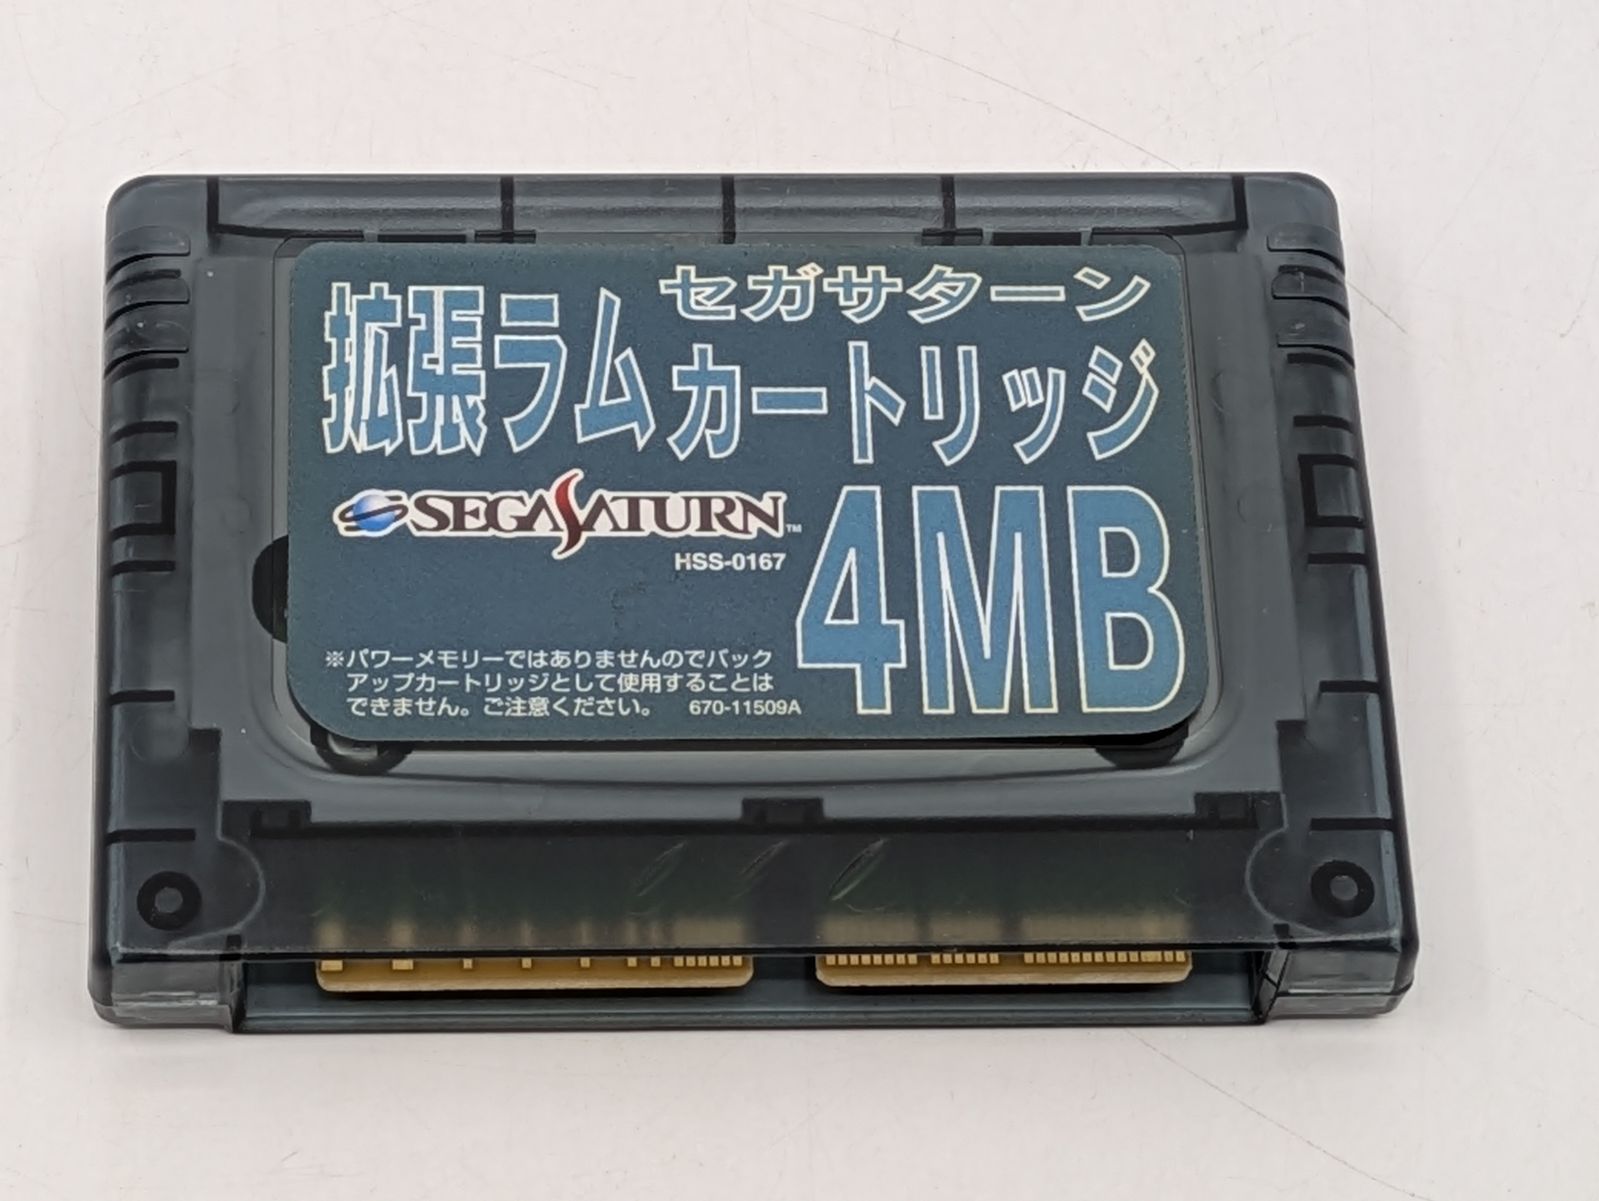 セガサターン
拡張ラムカートリッジ
SEGA SATURN™
HSS-0167
4MB
※パワーメモリーではありませんのでバック
アップカートリッジとして使用することは
できません。ご注意ください。 670-11509A